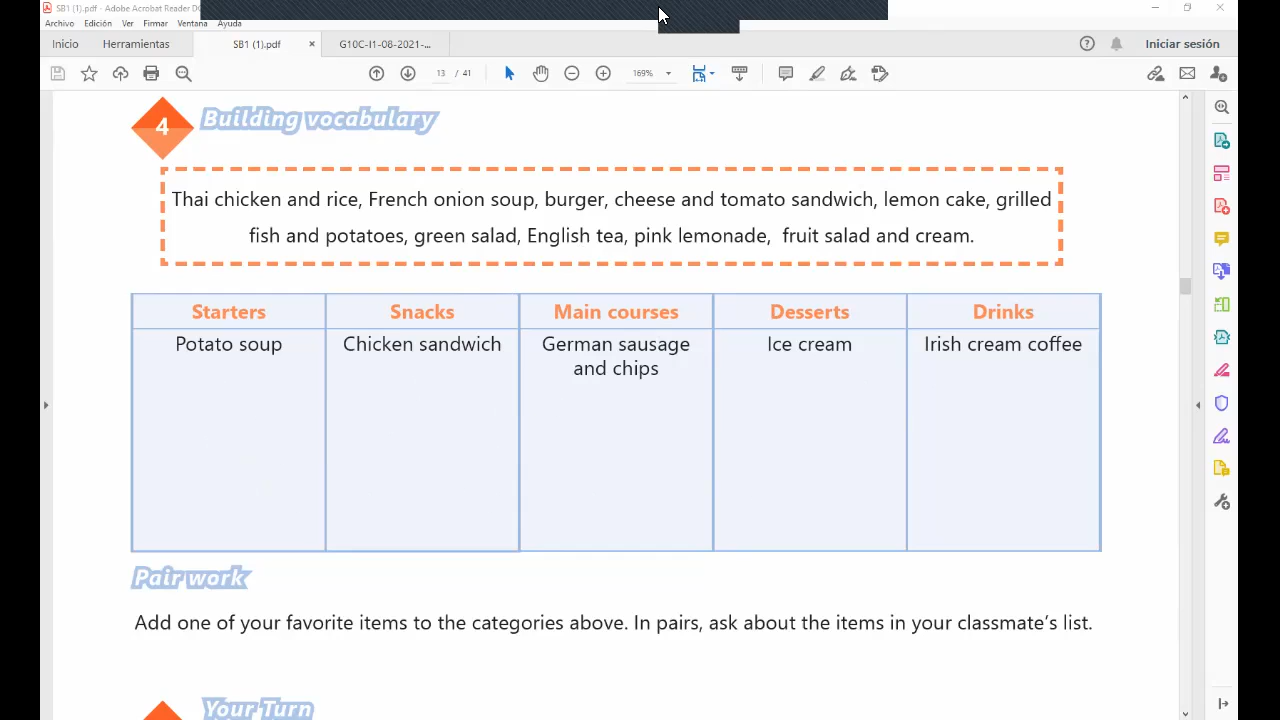 SB1 (1).pdf - Adobe Acrobat Reader DC
Archivo Edición Ver Firmar Ventana Ayuda
Inicio Herramientas SB1 (1).pdf × G10C-I1-08-2021-... Iniciar sesión
13 / 41 169%
4 Building vocabulary
Thai chicken and rice, French onion soup, burger, cheese and tomato sandwich, lemon cake, grilled
fish and potatoes, green salad, English tea, pink lemonade, fruit salad and cream.
Starters Snacks Main courses Desserts Drinks
Potato soup Chicken sandwich German sausage Ice cream Irish cream coffee
and chips
Pair work
Add one of your favorite items to the categories above. In pairs, ask about the items in your classmate's list.
Your Turn